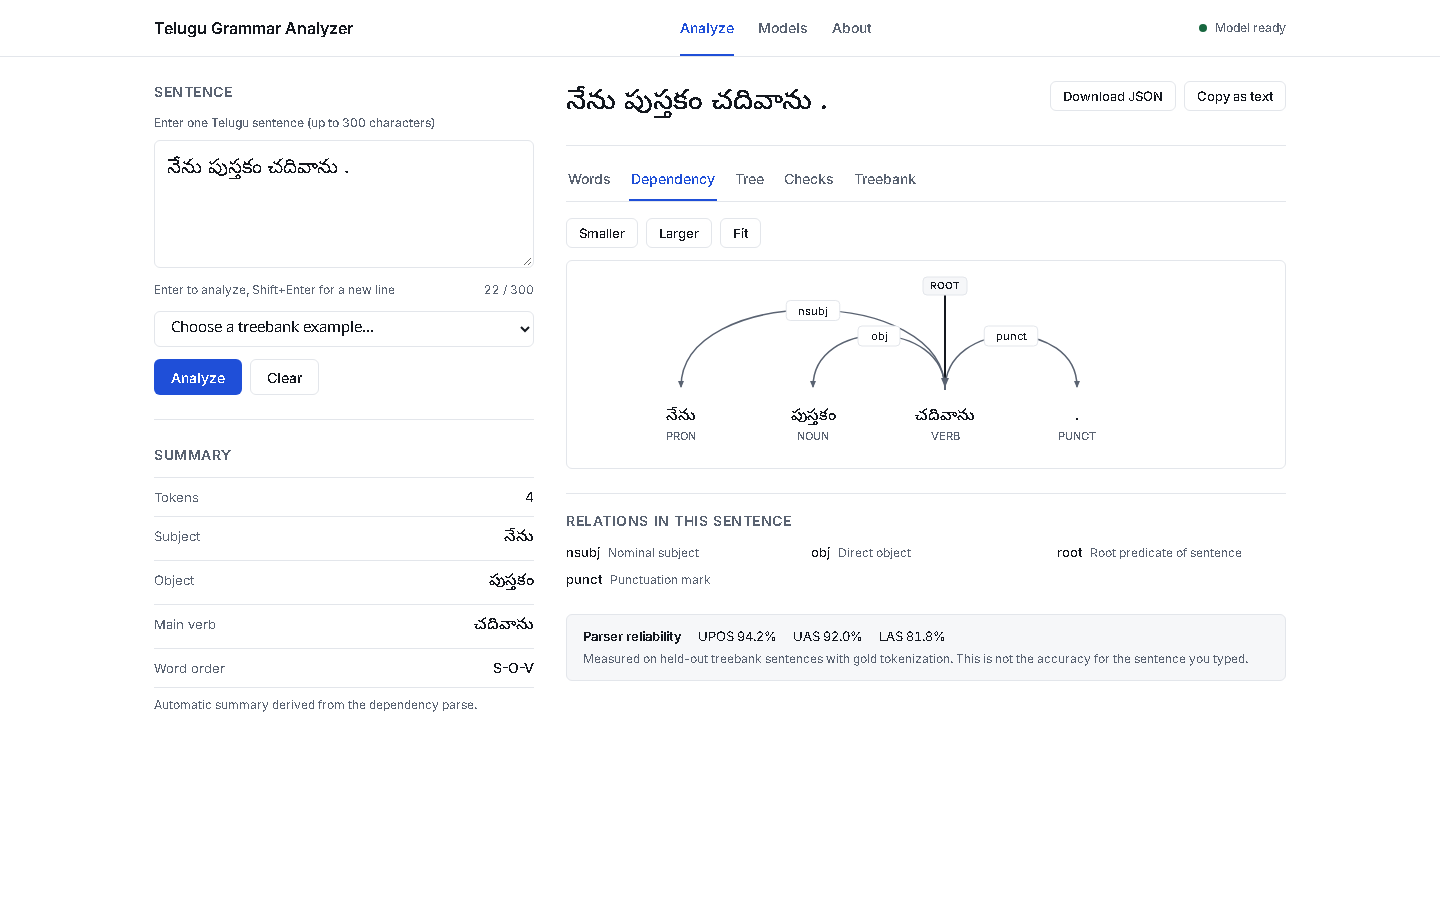 Telugu Grammar Analyzer
Analyze
Models
About
Model ready
SENTENCE
Enter one Telugu sentence (up to 300 characters)
నేను పుస్తకం చదివాను .
Enter to analyze, Shift+Enter for a new line
22 / 300
Choose a treebank example...
Analyze
Clear
SUMMARY
Tokens 4
Subject నేను
Object పుస్తకం
Main verb చదివాను
Word order S-O-V
Automatic summary derived from the dependency parse.
నేను పుస్తకం చదివాను .
Download JSON
Copy as text
Words
Dependency
Tree
Checks
Treebank
Smaller
Larger
Fit
ROOT
nsubj
obj
punct
నేను పుస్తకం చదివాను .
PRON NOUN VERB PUNCT
RELATIONS IN THIS SENTENCE
nsubj Nominal subject
obj Direct object
root Root predicate of sentence
punct Punctuation mark
Parser reliability UPOS 94.2% UAS 92.0% LAS 81.8%
Measured on held-out treebank sentences with gold tokenization. This is not the accuracy for the sentence you typed.